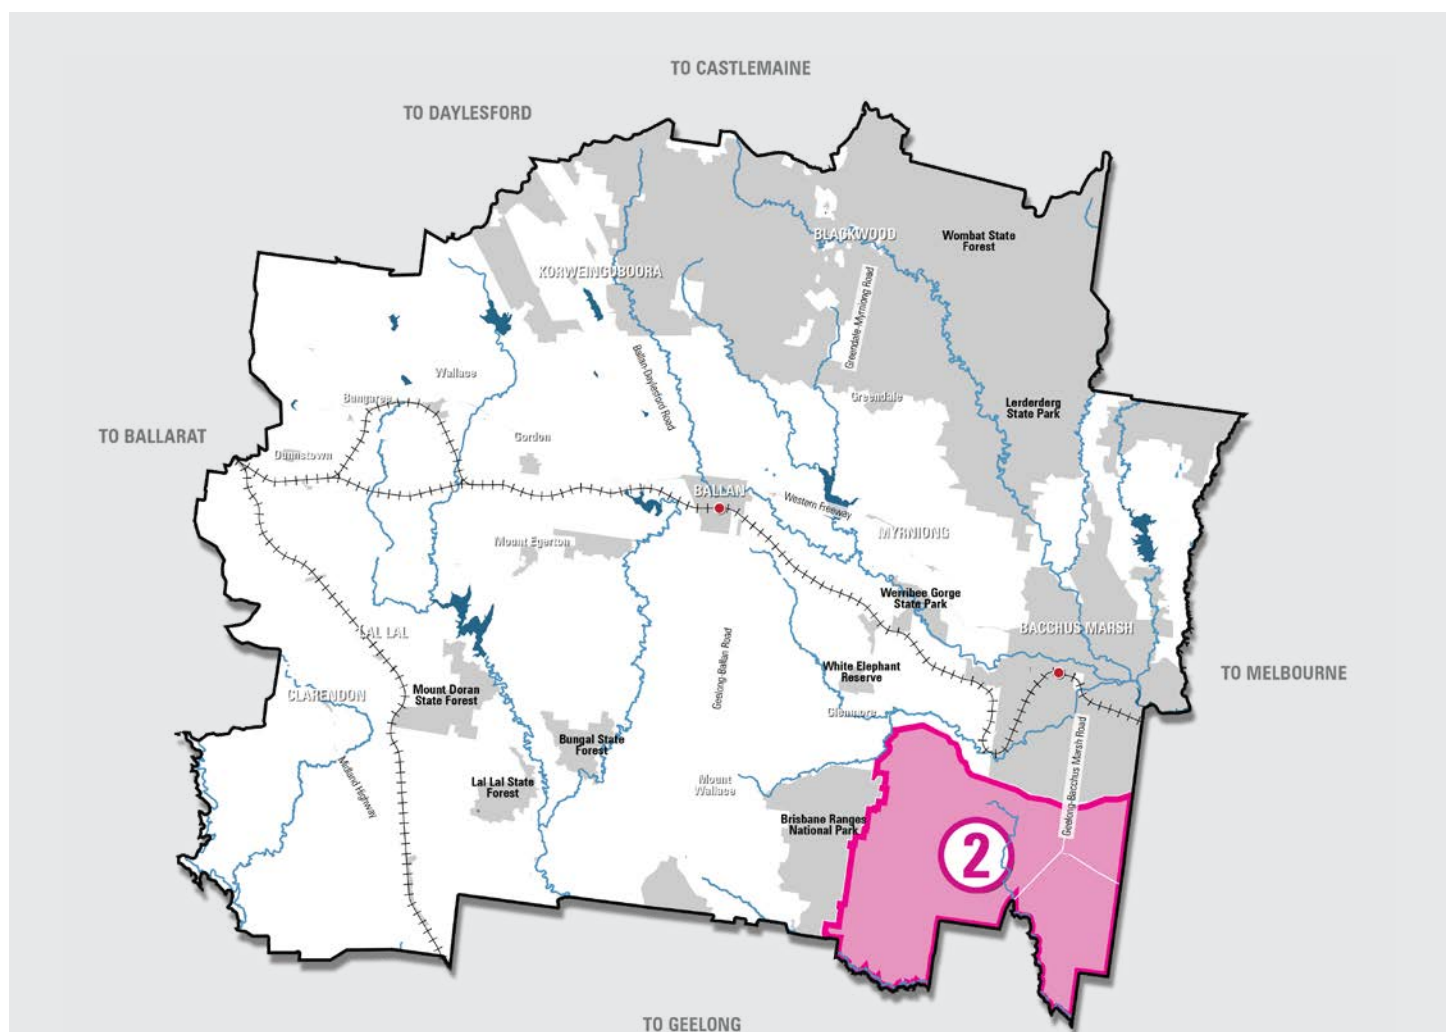 TO CASTLEMAINE
TO DAYLESFORD
BLACKWOOD
Wombat State
Forest
KORWEINGUBOORA
Greendale-Myrniong Road
Ballan-Daylesford Road
Wallace
Bungaree
Greendale
Lerderderg
State Park
TO BALLARAT
Gordon
Dunnstown
BALLAN
Western Freeway
MYRNIONG
Mount Egerton
Werribee Gorge
State Park
BACCHUS MARSH
LAL LAL
Geelong-Ballan Road
White Elephant
Reserve
TO MELBOURNE
CLARENDON
Mount Doran
State Forest
Glenmore
Bungal State
Forest
Geelong-Bacchus Marsh Road
Midland Highway
Lal Lal State
Forest
Mount
Wallace
Brisbane Ranges
National Park
2
TO GEELONG